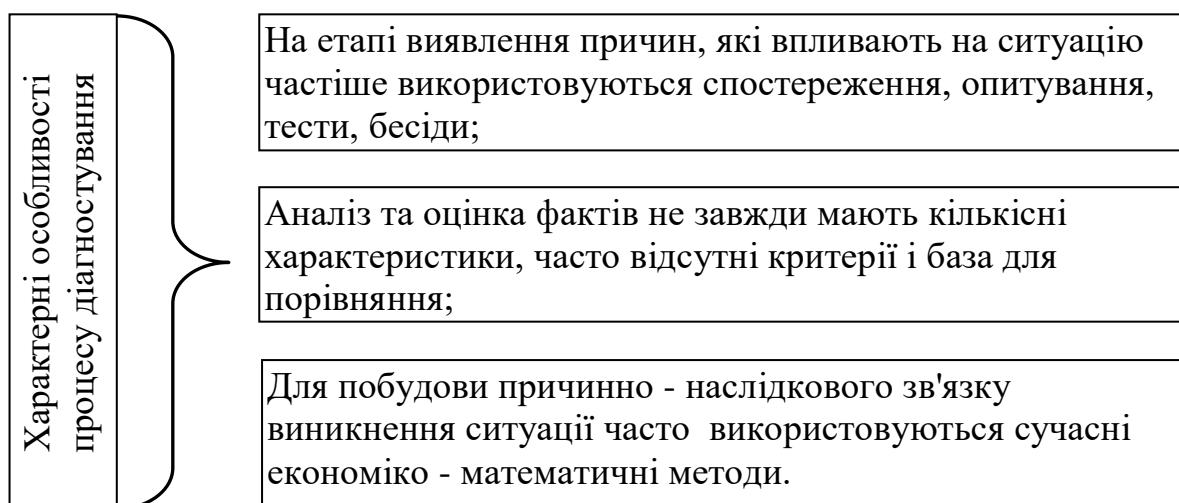 Характерні особливості
процесу діагностування
На етапі виявлення причин, які впливають на ситуацію
частіше використовуються спостереження, опитування,
тести, бесіди;
Аналіз та оцінка фактів не завжди мають кількісні
характеристики, часто відсутні критерії і база для
порівняння;
Для побудови причинно - наслідкового зв'язку
виникнення ситуації часто  використовуються сучасні
економіко - математичні методи.